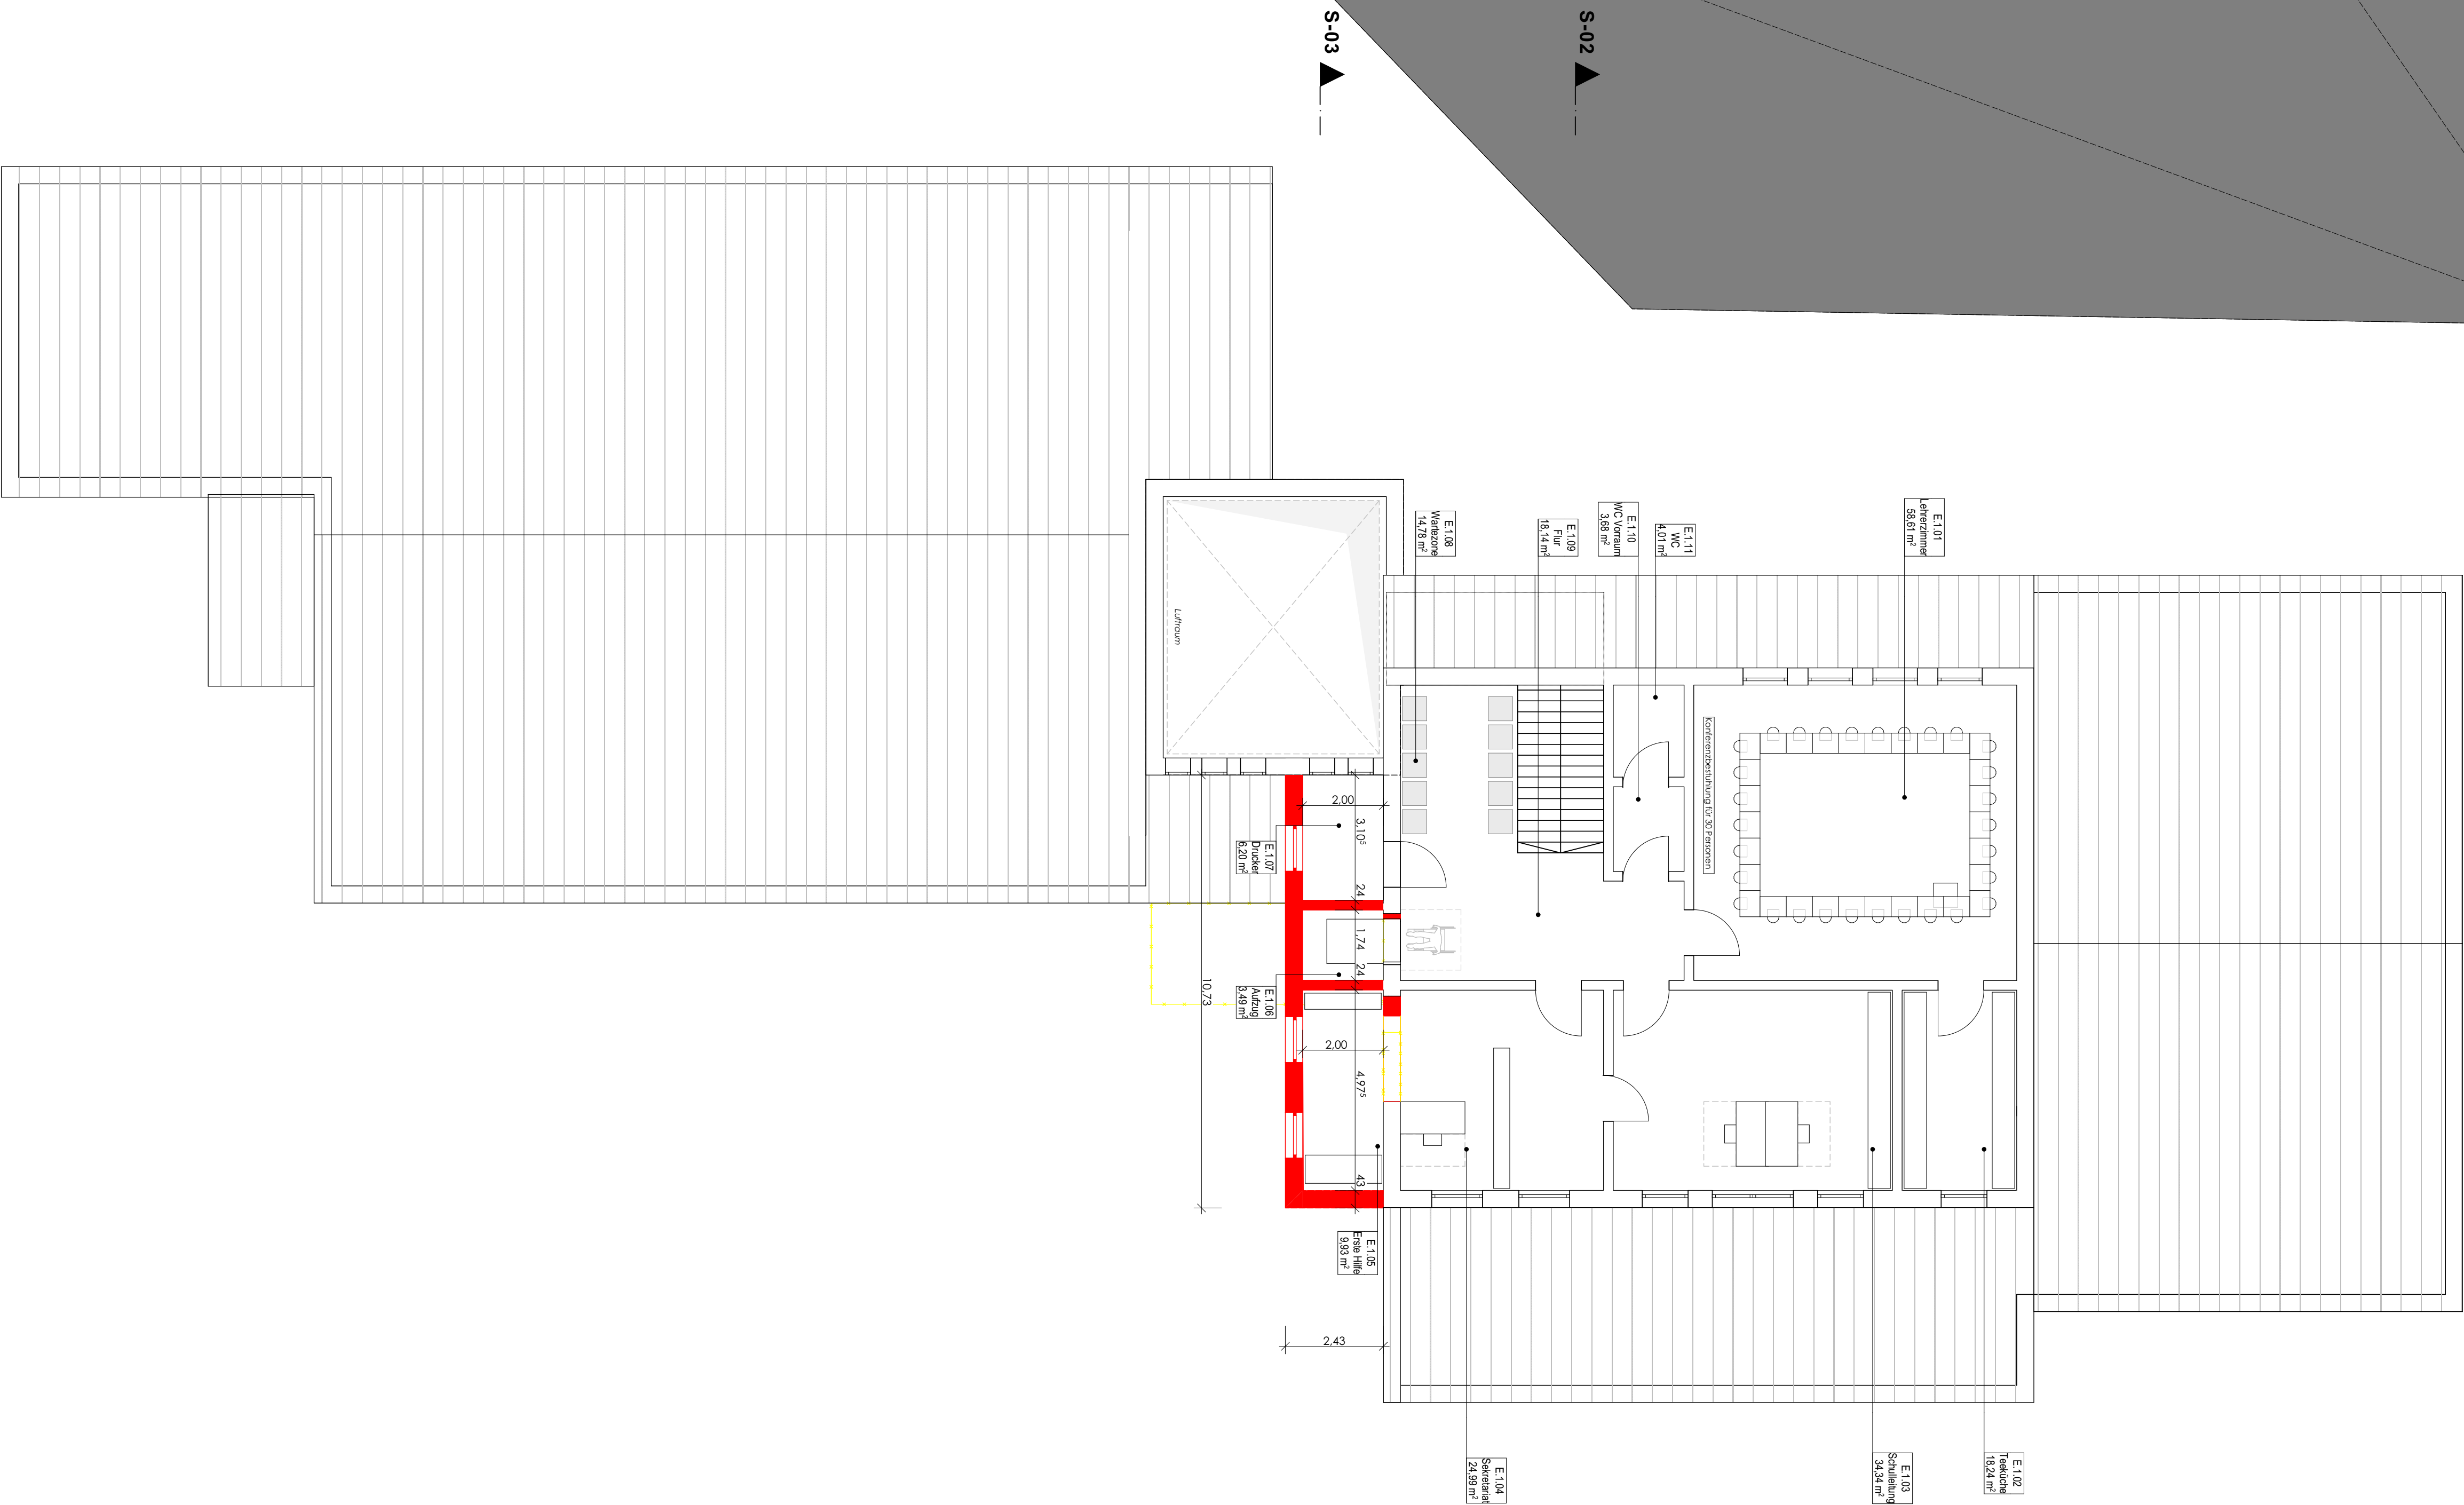 S-03
S-02
E.1.01
Lehrerzimmer
58,61 m²
E.1.11
WC
4,01 m²
E.1.10
WC Vorraum
3,68 m²
E.1.09
Flur
18,14 m²
E.1.08
Wartezone
14,78 m²
Luftraum
Konferenzbestuhlung für 30 Personen
2,00
3,10⁵
E.1.07
Drucker
6,20 m²
24
1,74
24
E.1.06
Aufzug
3,49 m²
10,73
2,00
4,97⁵
43
E.1.05
Erste Hilfe
9,93 m²
2,43
E.1.04
Sekretariat
24,99 m²
E.1.03
Schulleitung
34,34 m²
E.1.02
Teeküche
18,24 m²